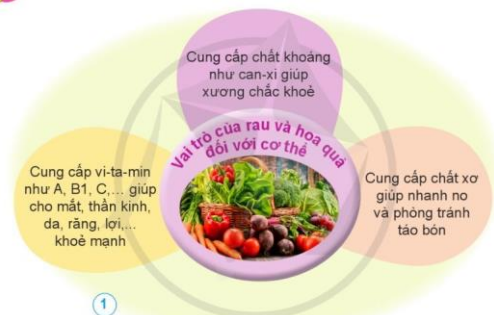 Cung cấp chất khoáng
như can-xi giúp
xương chắc khoẻ
Vai trò của rau và hoa quả
đối với cơ thể
Cung cấp vi-ta-min
như A, B1, C,... giúp
cho mắt, thần kinh,
da, răng, lợi,...
khoẻ mạnh
Cung cấp chất xơ
giúp nhanh no
và phòng tránh
táo bón
1